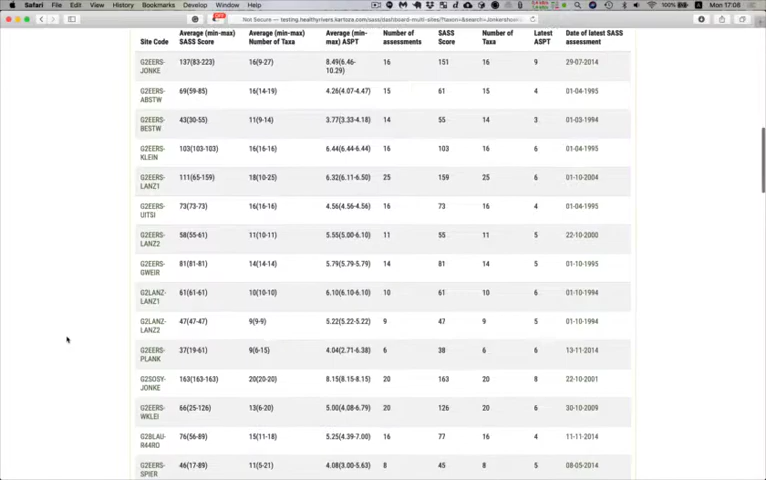 Safari File Edit View History Bookmarks Develop Window Help 100% Mon 17:08
Not Secure — testing.healthyrivers.kartoza.com/sass/dashboard-multi-sites/?taxon=&search=Jonkershoe
Site Code Average (min-max) SASS Score Average (min-max) Number of Taxa Average (min-max) ASPT Number of assessments SASS Score Number of Taxa Latest ASPT Date of latest SASS assessment
G2EERS-JONKE 137(83-223) 16(9-27) 8.49(6.46-10.29) 16 151 16 9 29-07-2014
G2EERS-ABSTW 69(59-85) 16(14-19) 4.26(4.07-4.47) 15 61 15 4 01-04-1995
G2EERS-BESTW 43(30-55) 11(9-14) 3.77(3.33-4.18) 14 55 14 3 01-03-1994
G2EERS-KLEIN 103(103-103) 16(16-16) 6.44(6.44-6.44) 16 103 16 6 01-04-1995
G2EERS-LANZ1 111(65-159) 18(10-25) 6.32(6.11-6.50) 25 159 25 6 01-10-2004
G2EERS-UITSI 73(73-73) 16(16-16) 4.56(4.56-4.56) 16 73 16 4 01-04-1995
G2EERS-LANZ2 58(55-61) 11(10-11) 5.55(5.00-6.10) 11 55 11 5 22-10-2000
G2EERS-GWEIR 81(81-81) 14(14-14) 5.79(5.79-5.79) 14 81 14 5 01-10-1995
G2LANZ-LANZ1 61(61-61) 10(10-10) 6.10(6.10-6.10) 10 61 10 6 01-10-1994
G2LANZ-LANZ2 47(47-47) 9(9-9) 5.22(5.22-5.22) 9 47 9 5 01-10-1994
G2EERS-PLANK 37(19-61) 9(6-15) 4.04(2.71-6.38) 6 38 6 6 13-11-2014
G2SOSY-JONKE 163(163-163) 20(20-20) 8.15(8.15-8.15) 20 163 20 8 22-10-2001
G2EERS-WKLEI 66(25-126) 13(6-20) 5.00(4.08-6.79) 20 126 20 6 30-10-2009
G2BLAU-R44RD 76(56-89) 15(11-18) 5.25(4.39-7.00) 16 77 16 4 11-11-2014
G2EERS-SPIER 46(17-89) 11(5-21) 4.08(3.00-5.63) 8 45 8 5 08-05-2014